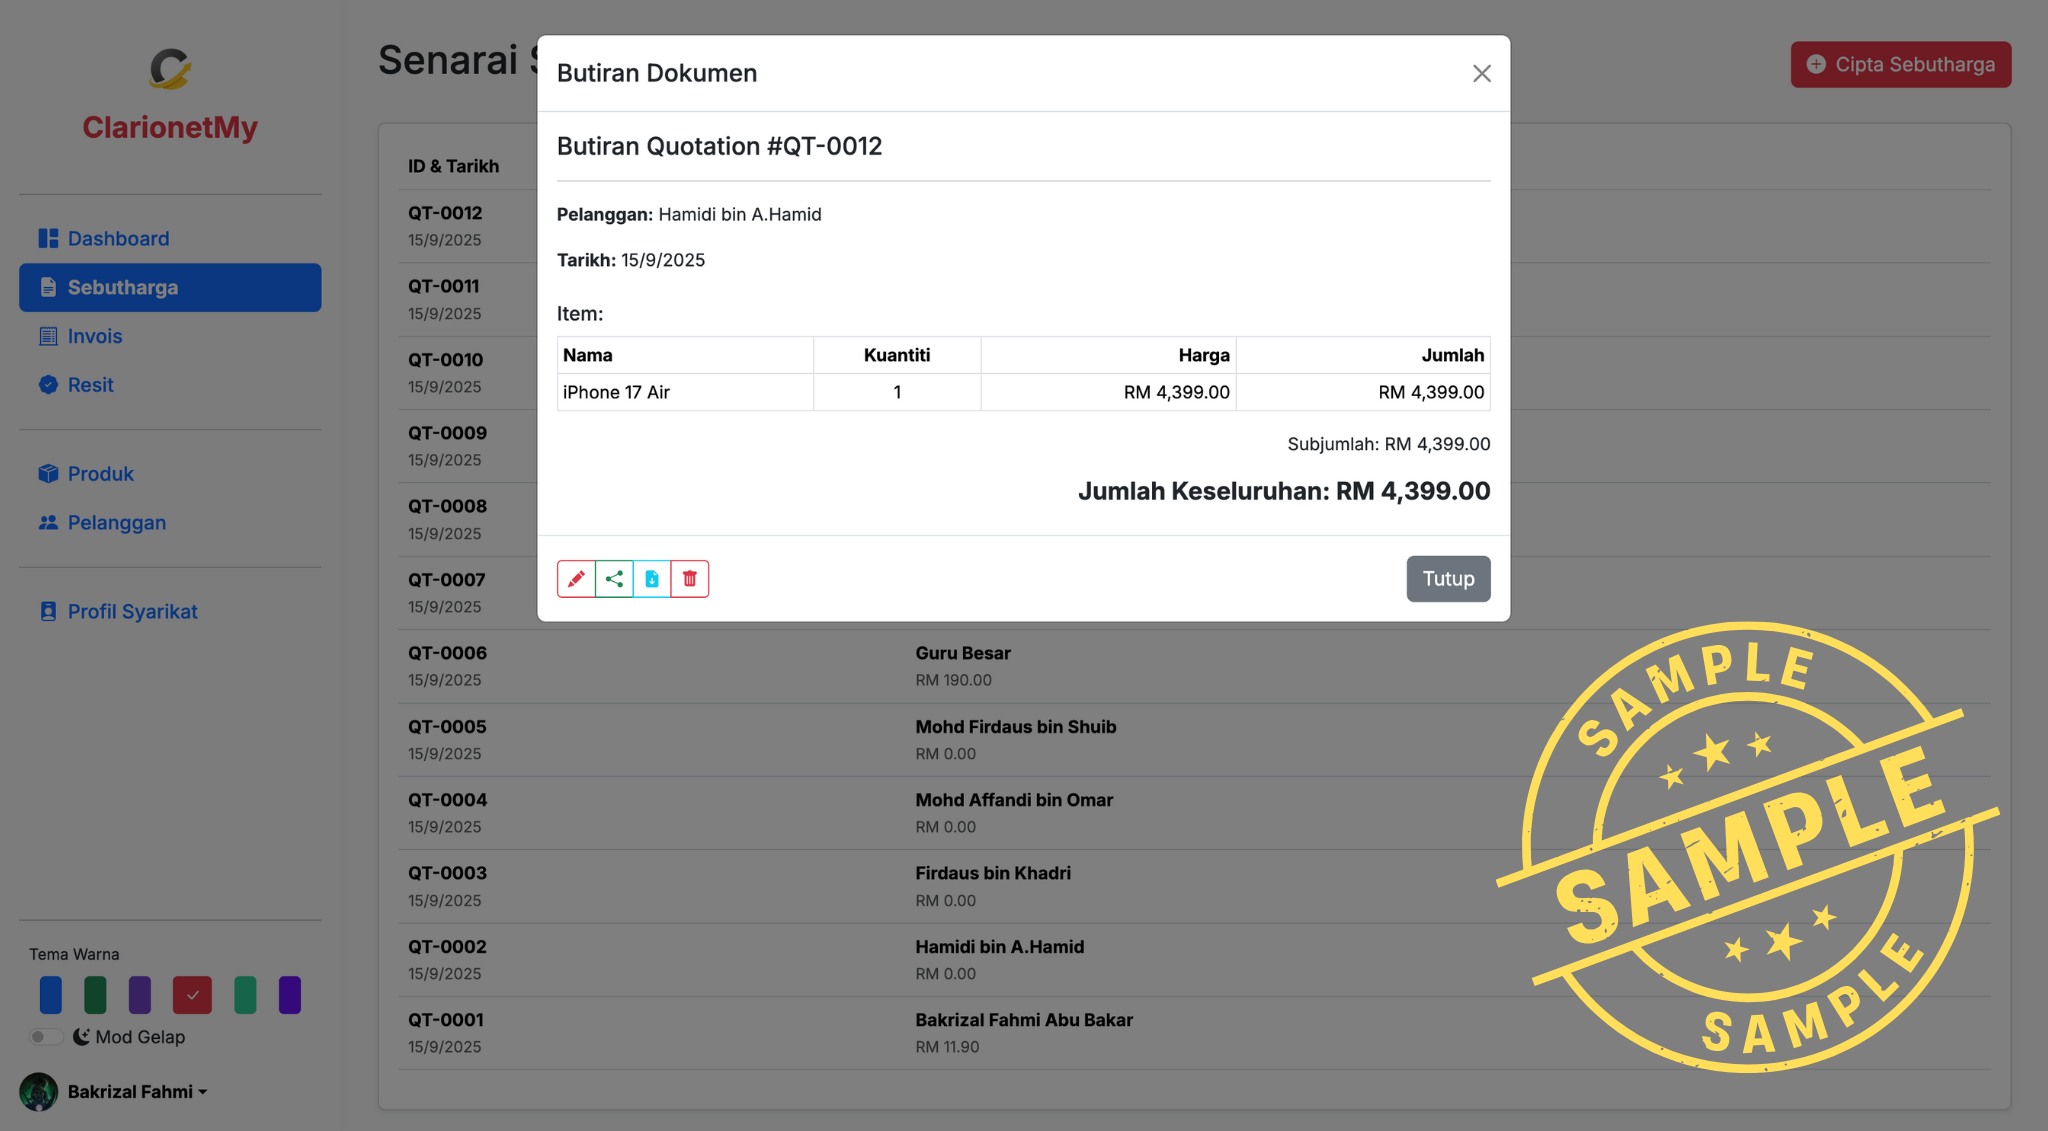 ClarionetMy
Dashboard
Sebutharga
Invois
Resit
Produk
Pelanggan
Profil Syarikat
Tema Warna
Mod Gelap
Bakrizal Fahmi
Senarai
Cipta Sebutharga
ID & Tarikh
QT-0012
15/9/2025
QT-0011
15/9/2025
QT-0010
15/9/2025
QT-0009
15/9/2025
QT-0008
15/9/2025
QT-0007
15/9/2025
QT-0006
Guru Besar
15/9/2025
RM 190.00
QT-0005
Mohd Firdaus bin Shuib
15/9/2025
RM 0.00
QT-0004
Mohd Affandi bin Omar
15/9/2025
RM 0.00
QT-0003
Firdaus bin Khadri
15/9/2025
RM 0.00
QT-0002
Hamidi bin A.Hamid
15/9/2025
RM 0.00
QT-0001
Bakrizal Fahmi Abu Bakar
15/9/2025
RM 11.90
Butiran Dokumen
Butiran Quotation #QT-0012
Pelanggan: Hamidi bin A.Hamid
Tarikh: 15/9/2025
Item:
Nama Kuantiti Harga Jumlah
iPhone 17 Air 1 RM 4,399.00 RM 4,399.00
Subjumlah: RM 4,399.00
Jumlah Keseluruhan: RM 4,399.00
Tutup
SAMPLE
SAMPLE
SAMPLE